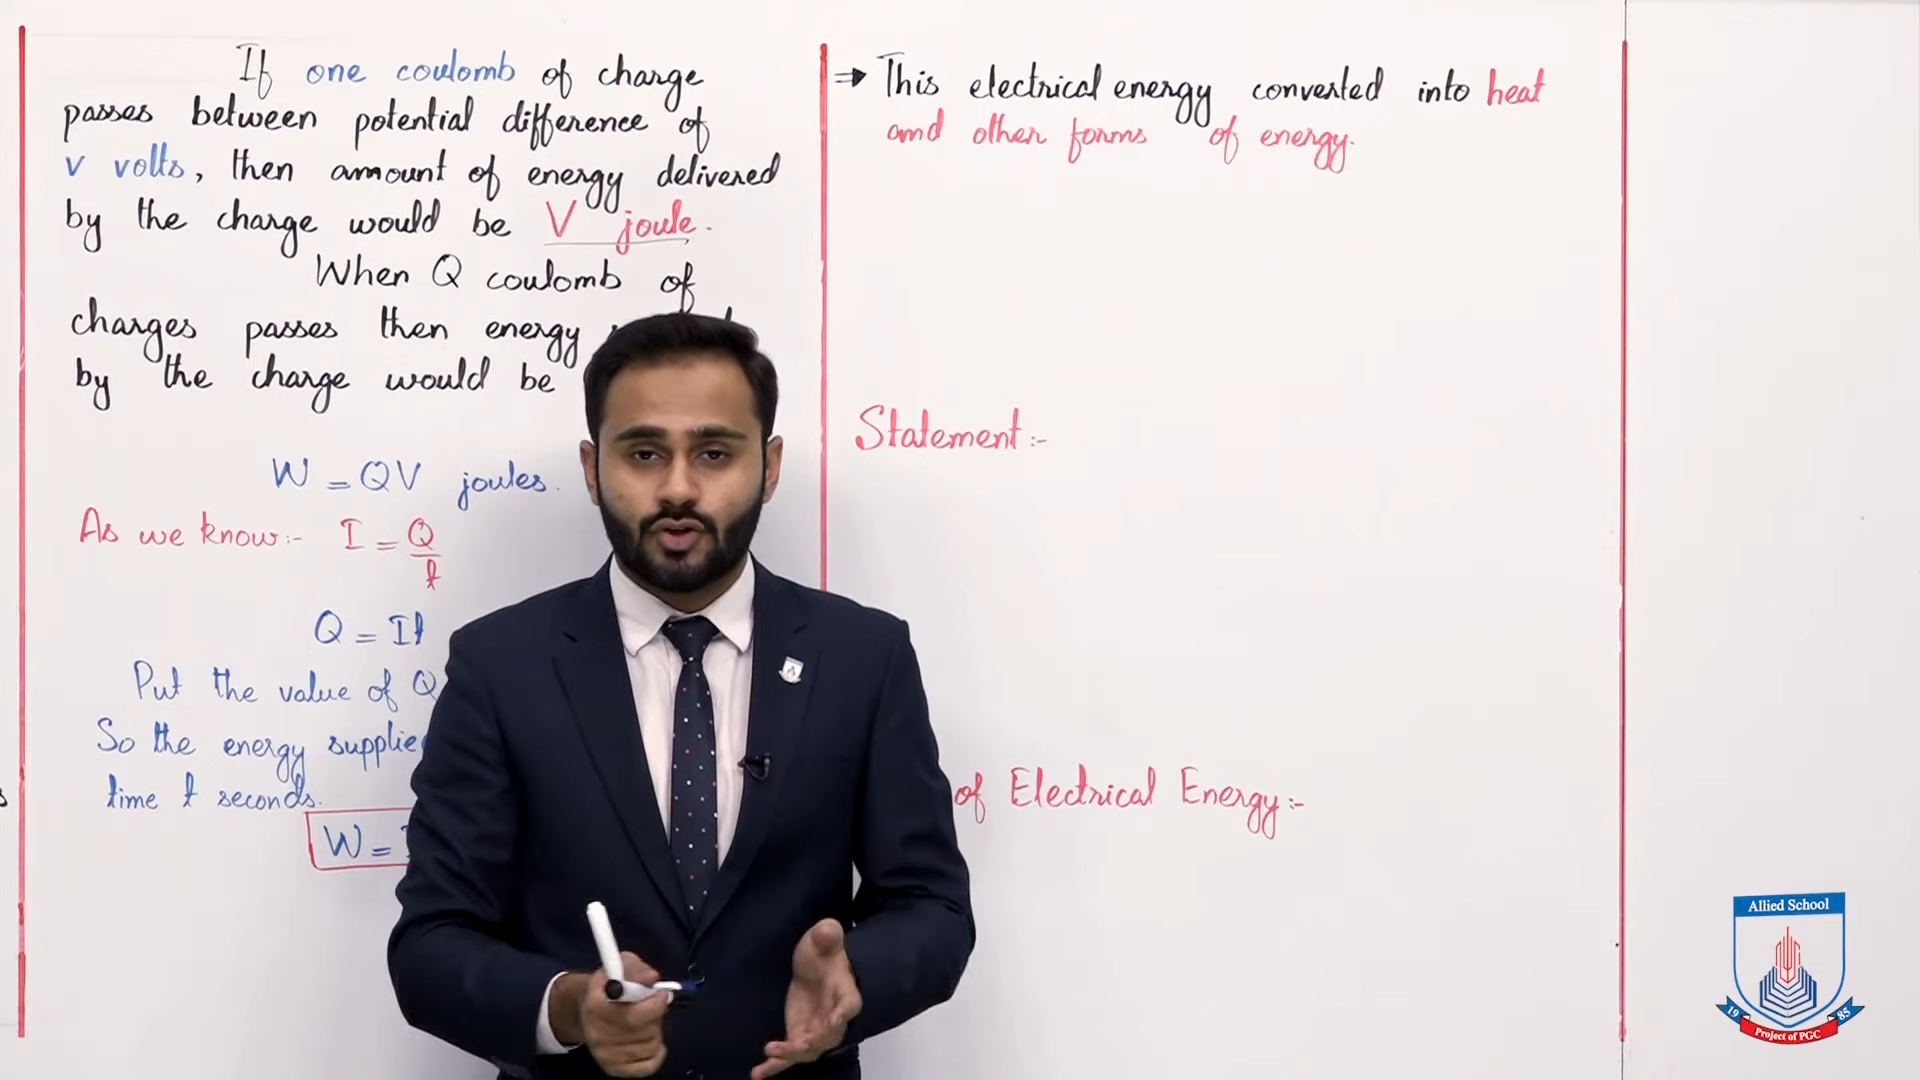 If one coulomb of charge
passes between potential difference of
V volts, then amount of energy delivered
by the charge would be V joule.
When Q coulomb of
charges passes then energy
by the charge would be
W = QV joules.
As we know:- I = Q/t
Q = It
Put the value of Q
So the energy supplie
time t seconds.
W =
⇒ This electrical energy converted into heat
and other forms of energy.
Statement:-
of Electrical Energy:-
Allied School
19 85
Project of PGC